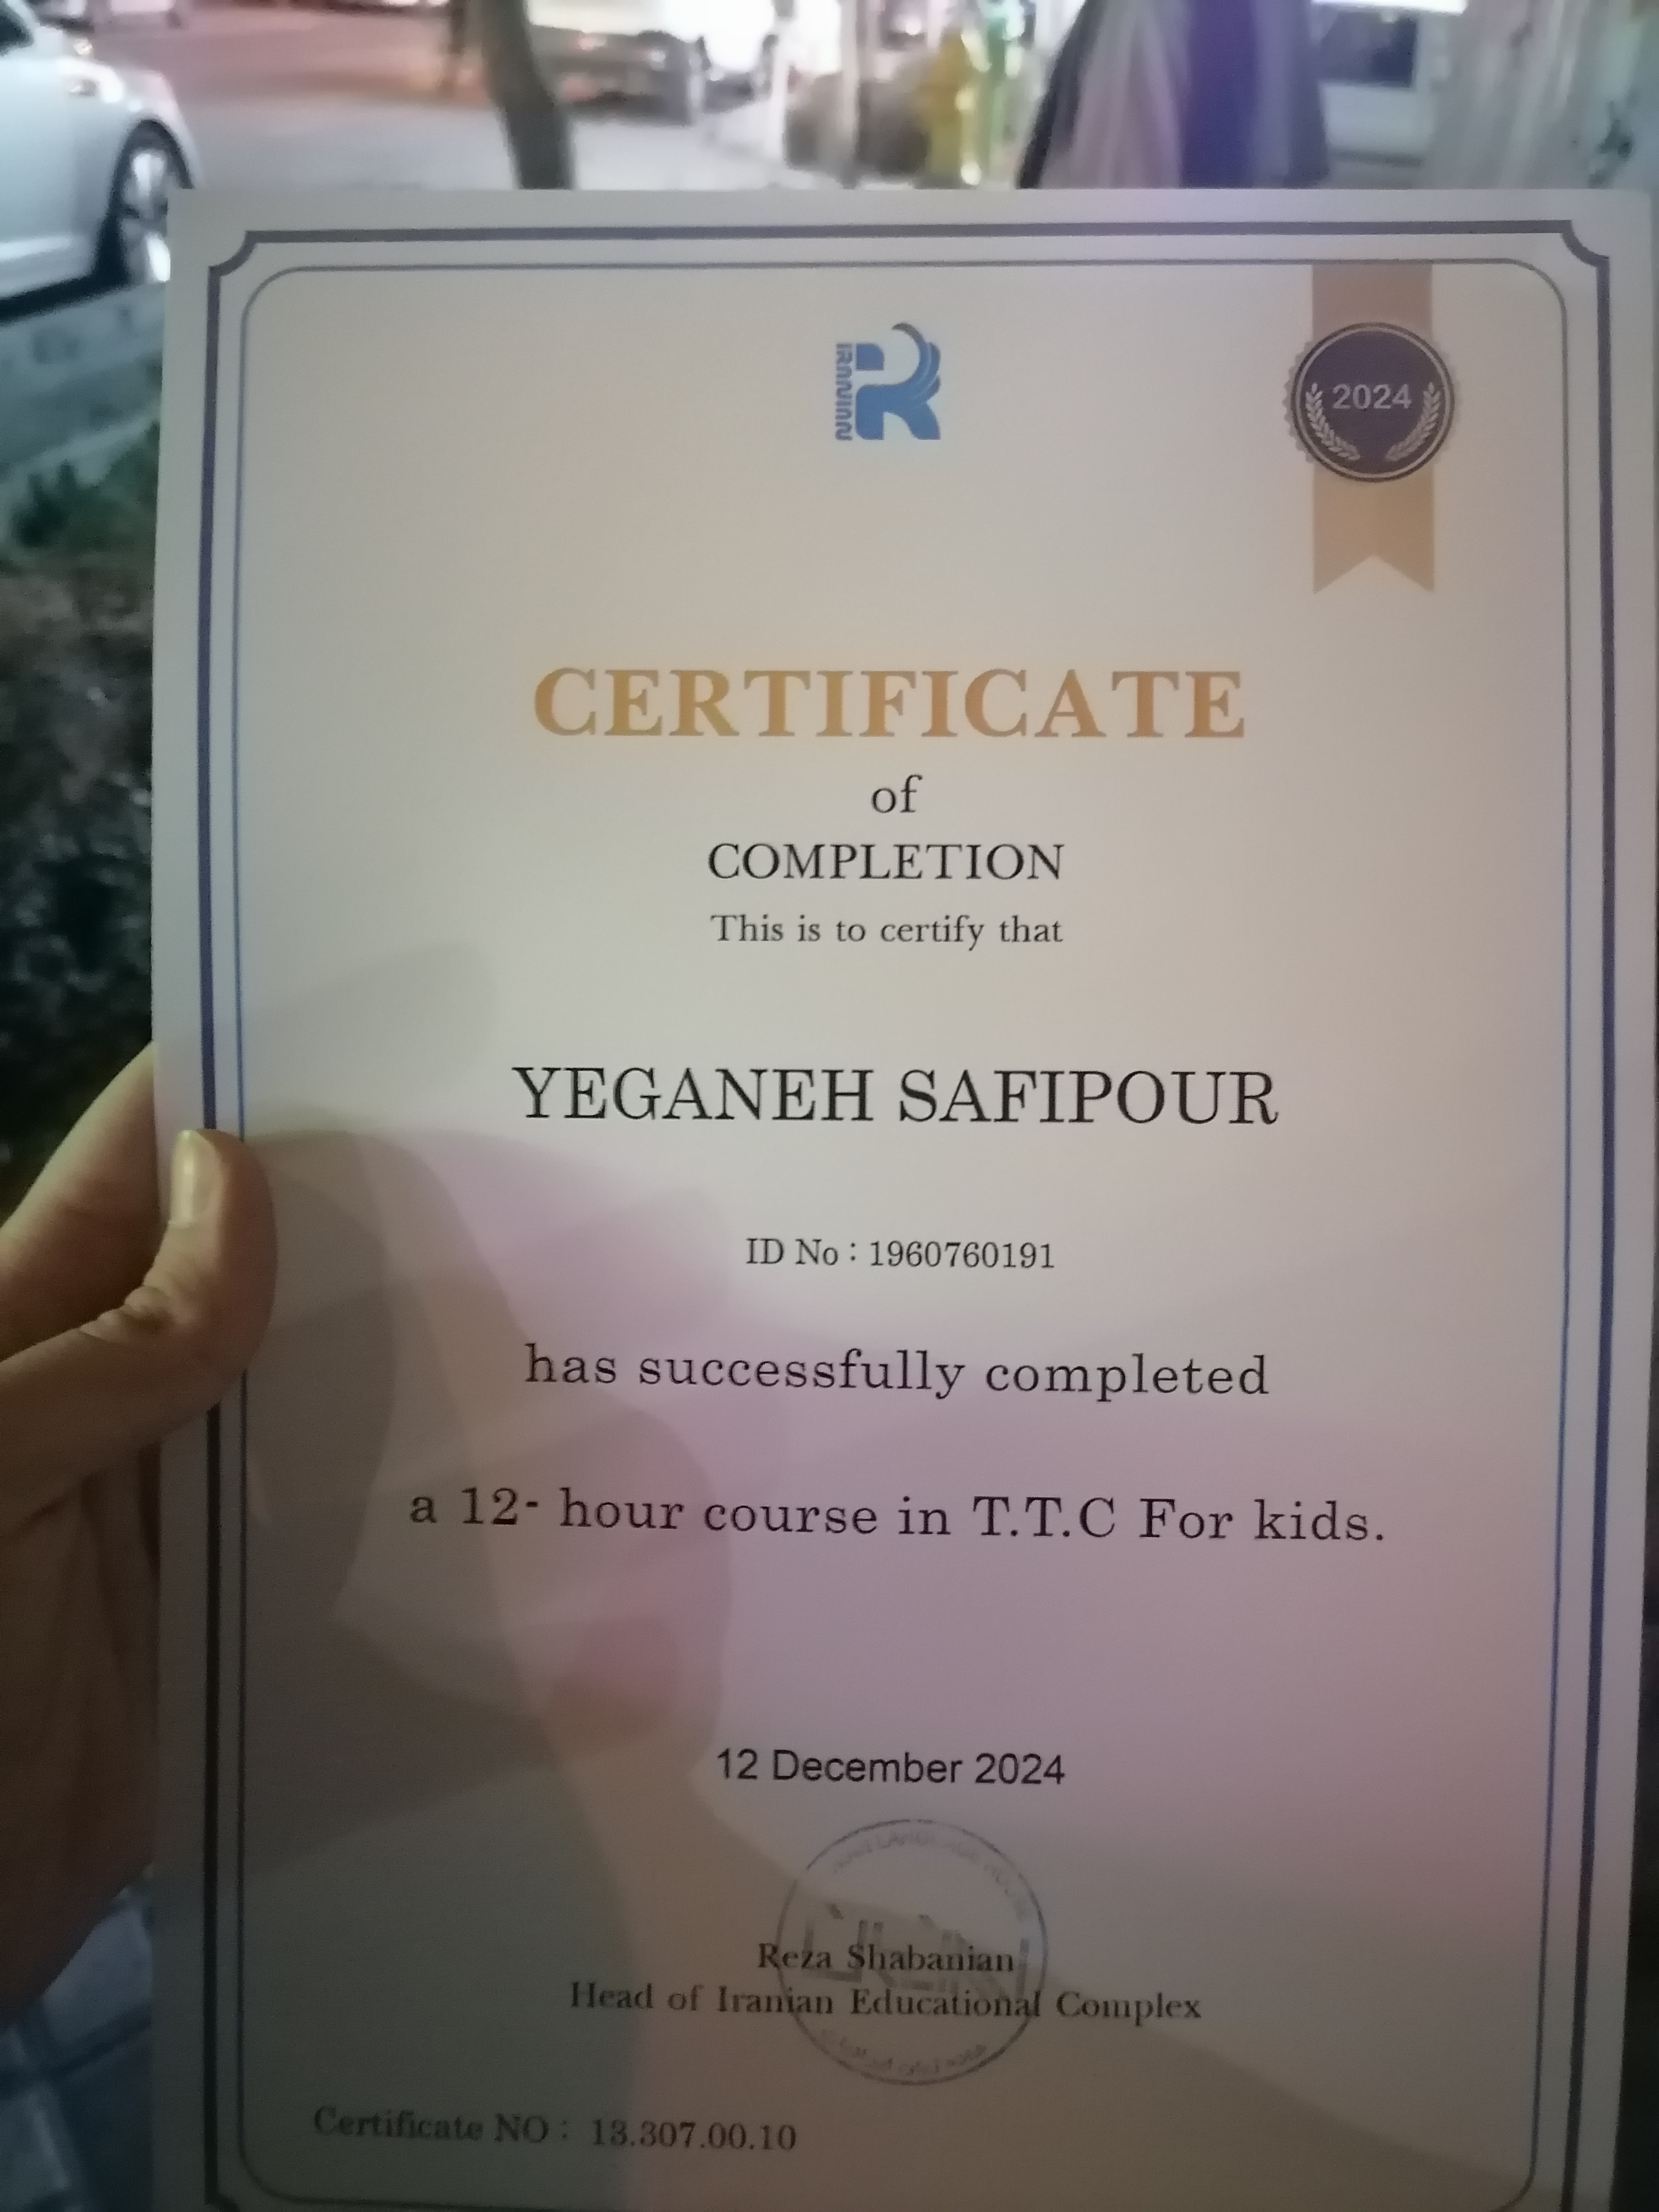 IRANIAN
2024
CERTIFICATE
of
COMPLETION
This is to certify that
YEGANEH SAFIPOUR
ID No : 1960760191
has successfully completed
a 12- hour course in T.T.C For kids.
12 December 2024
Reza Shabanian
Head of Iranian Educational Complex
Certificate NO : 13.307.00.10